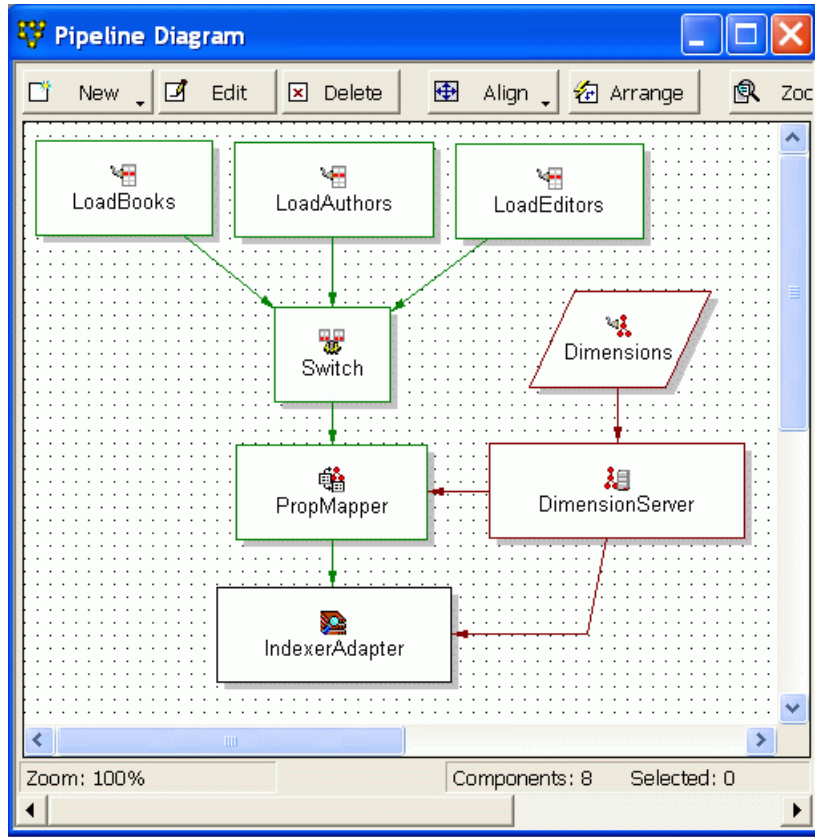 Pipeline Diagram
New Edit Delete Align Arrange Zoc
LoadBooks LoadAuthors LoadEditors
Switch Dimensions
PropMapper DimensionServer
IndexerAdapter
Zoom: 100% Components: 8 Selected: 0